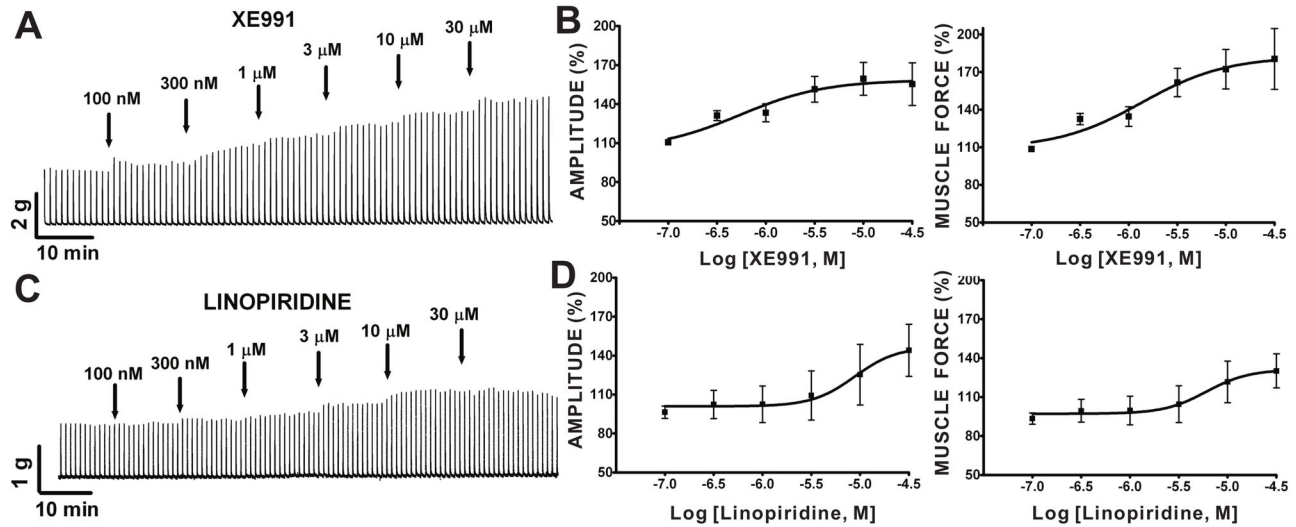 A
XE991
100 nM
300 nM
1 µM
3 µM
10 µM
30 µM
2 g
10 min
B
AMPLITUDE (%)
200
170
140
110
80
50
-7.0 -6.5 -6.0 -5.5 -5.0 -4.5
Log [XE991, M]
MUSCLE FORCE (%)
200
170
140
110
80
50
-7.0 -6.5 -6.0 -5.5 -5.0 -4.5
Log [XE991, M]
C
LINOPIRIDINE
100 nM
300 nM
1 µM
3 µM
10 µM
30 µM
1 g
10 min
D
AMPLITUDE (%)
200
170
140
110
80
50
-7.0 -6.5 -6.0 -5.5 -5.0 -4.5
Log [Linopiridine, M]
MUSCLE FORCE (%)
200
170
140
110
80
50
-7.0 -6.5 -6.0 -5.5 -5.0 -4.5
Log [Linopiridine, M]